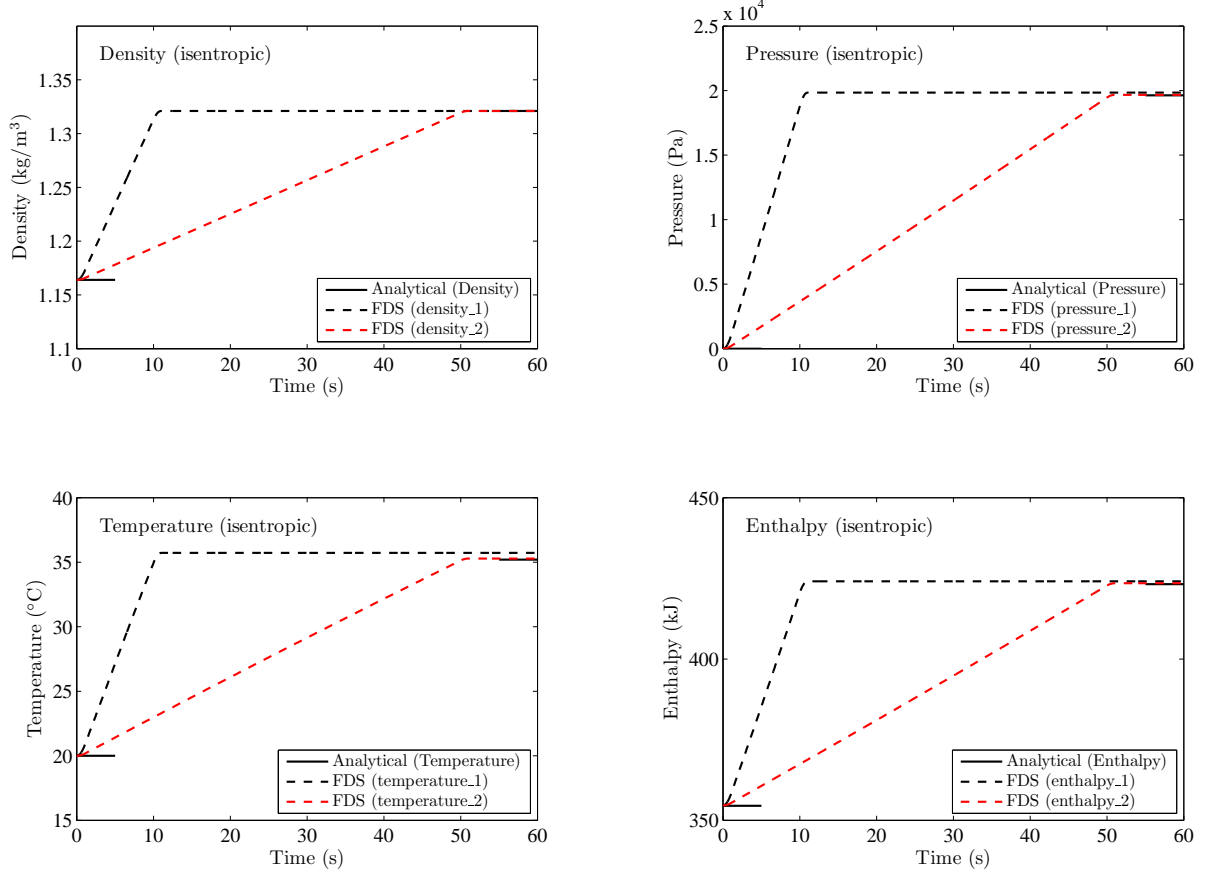 Density (isentropic)
1.35
1.3
1.25
1.2
1.15
1.1
Density (kg/m³)
Analytical (Density)
FDS (density_1)
FDS (density_2)
0 10 20 30 40 50 60
Time (s)
x 10⁴
Pressure (isentropic)
2.5
2
1.5
1
0.5
0
Pressure (Pa)
Analytical (Pressure)
FDS (pressure_1)
FDS (pressure_2)
0 10 20 30 40 50 60
Time (s)
Temperature (isentropic)
40
35
30
25
20
15
Temperature (°C)
Analytical (Temperature)
FDS (temperature_1)
FDS (temperature_2)
0 10 20 30 40 50 60
Time (s)
Enthalpy (isentropic)
450
400
350
Enthalpy (kJ)
Analytical (Enthalpy)
FDS (enthalpy_1)
FDS (enthalpy_2)
0 10 20 30 40 50 60
Time (s)